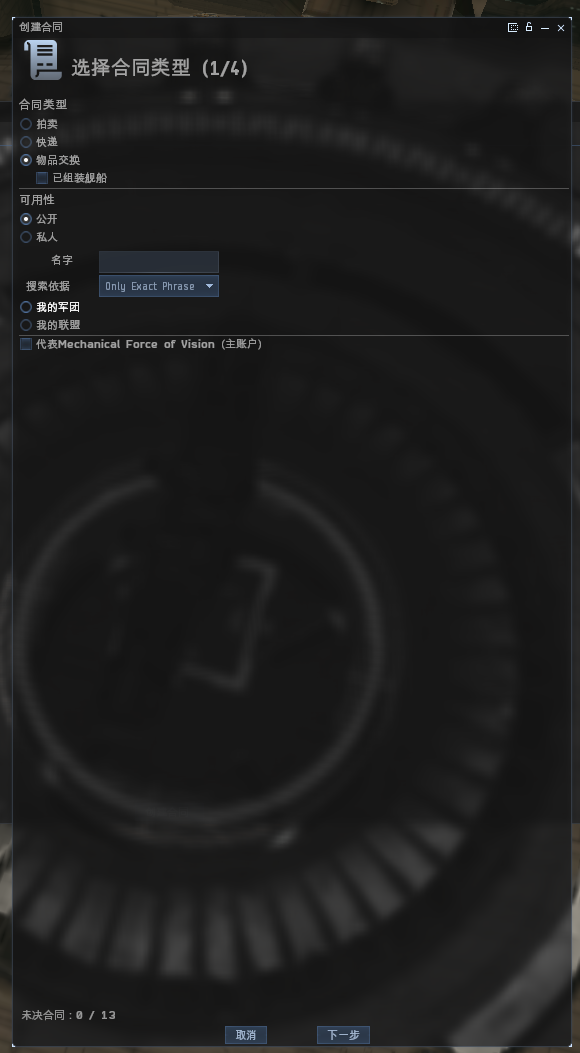 创建合同
选择合同类型 (1/4)
合同类型
拍卖
快递
物品交换
已组装舰船
可用性
公开
私人
名字
搜索依据 Only Exact Phrase
我的军团
我的联盟
代表Mechanical Force of Vision (主账户)
未决合同：0 / 13
取消 下一步